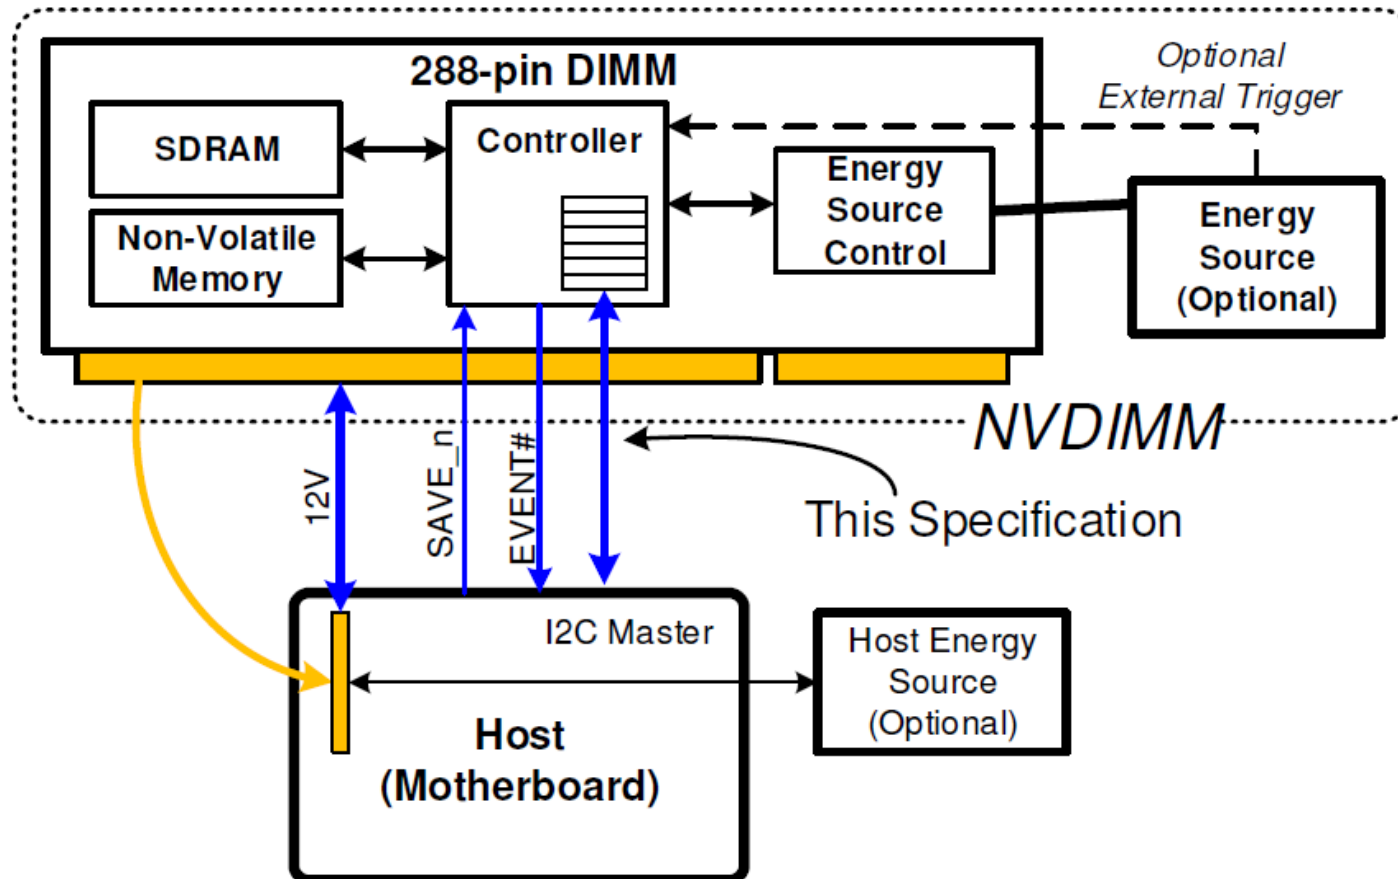 288-pin DIMM
Optional
External Trigger
SDRAM
Controller
Non-Volatile
Memory
Energy
Source
Control
Energy
Source
(Optional)
NVDIMM
12V
SAVE_n
EVENT#
This Specification
I2C Master
Host
(Motherboard)
Host Energy
Source
(Optional)